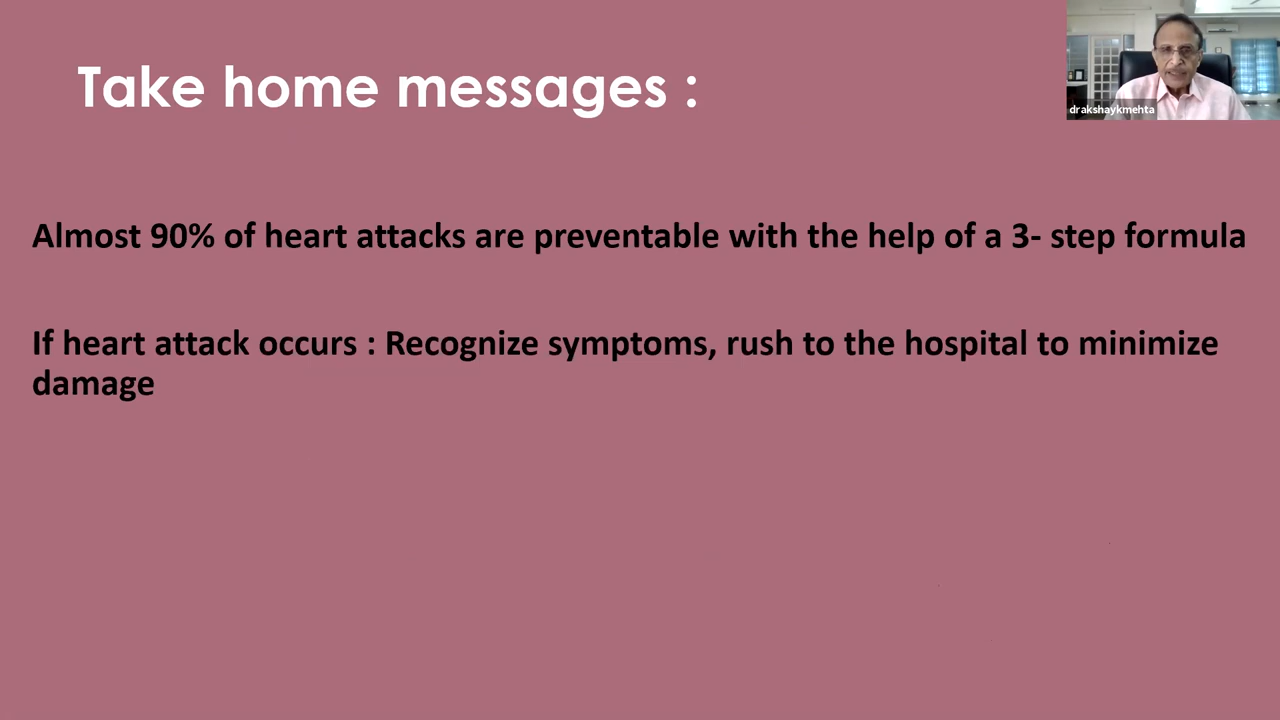 Take home messages :
drakshaykmehta
Almost 90% of heart attacks are preventable with the help of a 3- step formula
If heart attack occurs : Recognize symptoms, rush to the hospital to minimize
damage